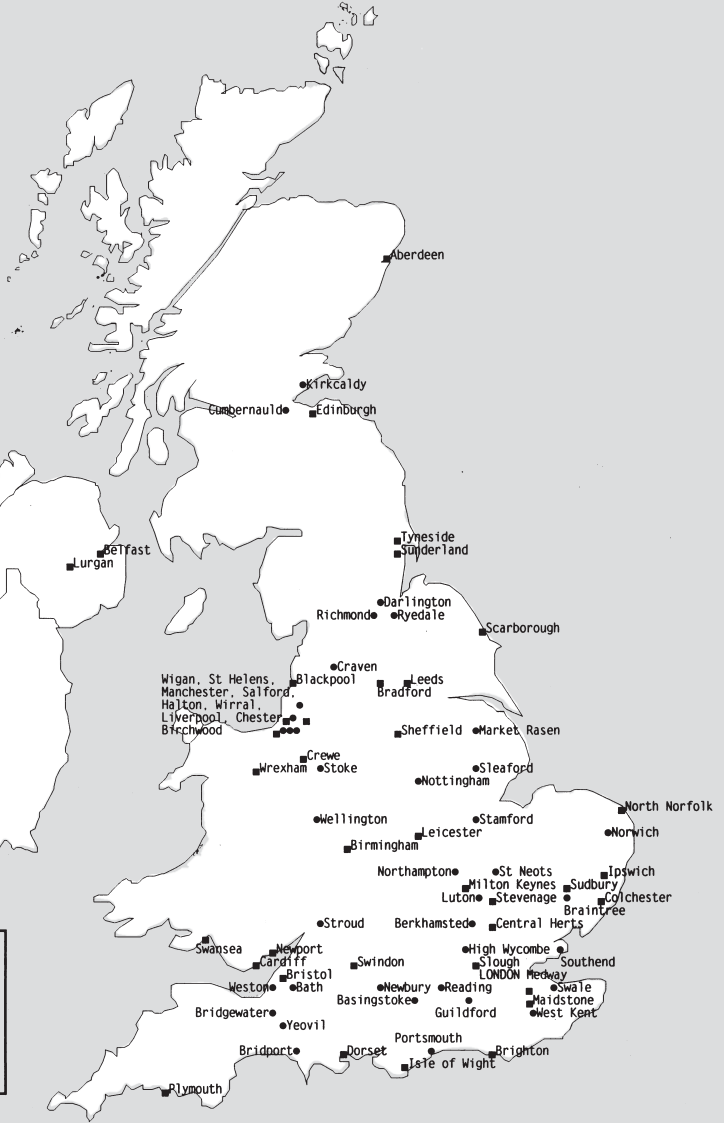 Aberdeen
Kirkcaldy
Cumbernauld
Edinburgh
Tyneside
Belfast
Sunderland
Lurgan
Darlington
Richmond
Ryedale
Scarborough
Craven
Wigan, St Helens,
Blackpool
Leeds
Manchester, Salford,
Bradford
Halton, Wirral,
Liverpool, Chester
Birchwood
Sheffield
Market Rasen
Crewe
Wrexham
Stoke
Sleaford
Nottingham
North Norfolk
Wellington
Stamford
Leicester
Norwich
Birmingham
Northampton
St Neots
Ipswich
Milton Keynes
Sudbury
Luton
Stevenage
Colchester
Braintree
Stroud
Berkhamsted
Central Herts
Swansea
Newport
High Wycombe
Cardiff
Swindon
Slough
Southend
Bristol
LONDON
Medway
Weston
Bath
Newbury
Reading
Swale
Basingstoke
Maidstone
Bridgewater
Guildford
West Kent
Yeovil
Portsmouth
Bridport
Dorset
Brighton
Isle of Wight
Plymouth